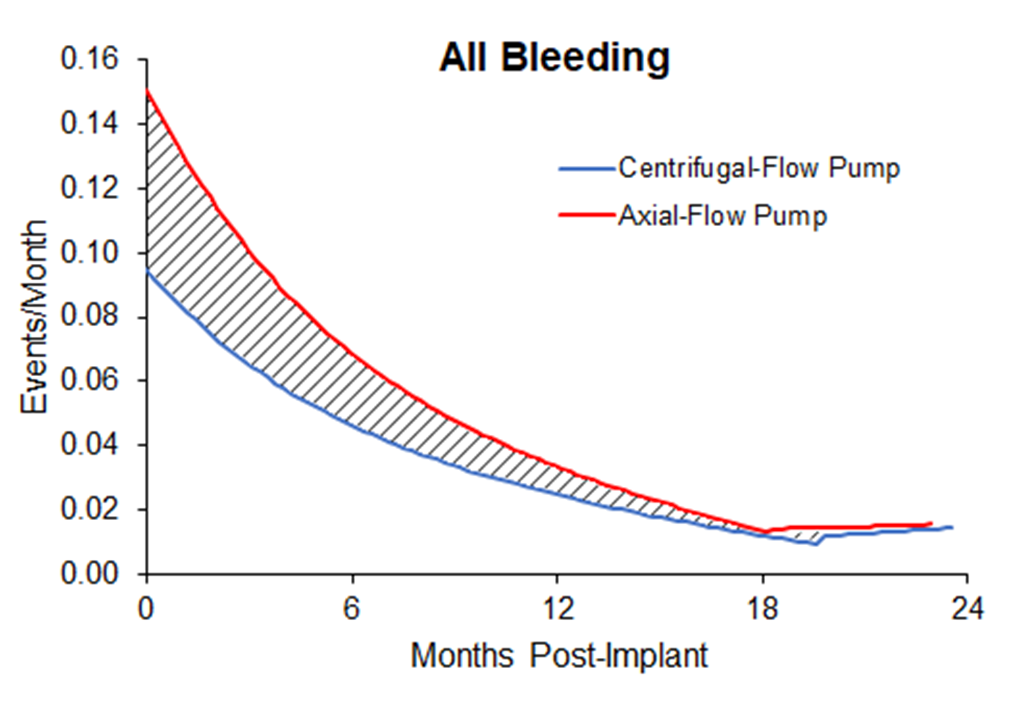 All Bleeding
0.16
0.14
0.12
0.10
0.08
0.06
0.04
0.02
0.00
Events/Month
Centrifugal-Flow Pump
Axial-Flow Pump
0 6 12 18 24
Months Post-Implant